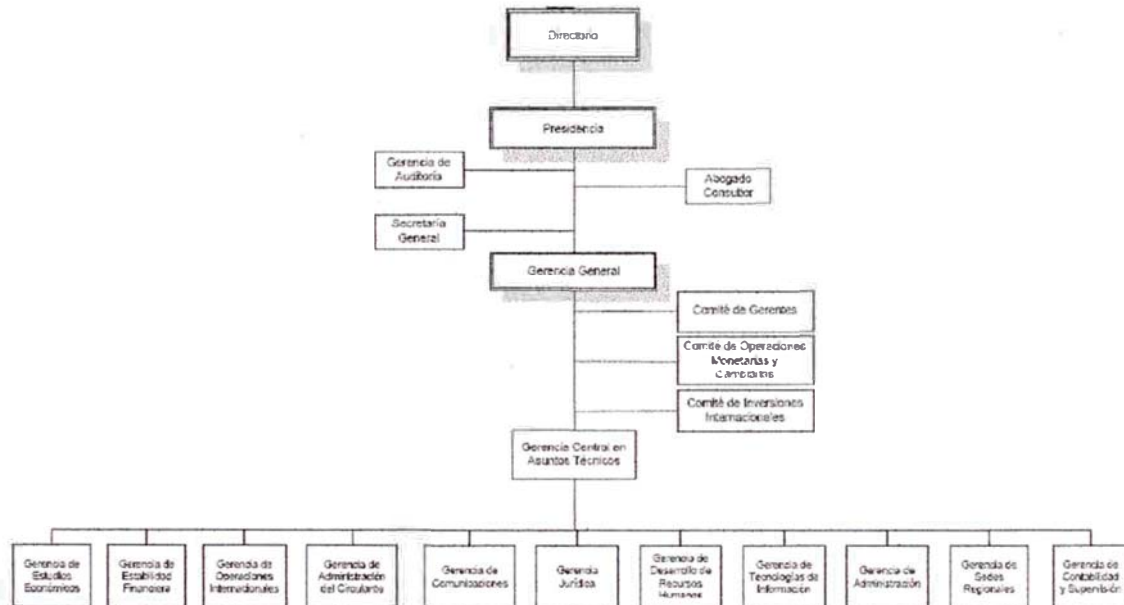 Directorio
Presidencia
Gerencia de
Auditoría
Abogado
Consultor
Secretaría
General
Gerencia General
Comité de Gerentes
Comité de Operaciones
Monetarias y
Cambiarias
Comité de Inversiones
Internacionales
Gerencia Central en
Asuntos Técnicos
Gerencia de
Estudios
Económicos
Gerencia de
Estabilidad
Financiera
Gerencia de
Operaciones
Internacionales
Gerencia de
Administración
del Circulante
Gerencia de
Comunicaciones
Gerencia
Jurídica
Gerencia de
Desarrollo de
Recursos
Humanos
Gerencia de
Tecnologías de
Información
Gerencia de
Administración
Gerencia de
Sedes
Regionales
Gerencia de
Contabilidad
y Supervisión